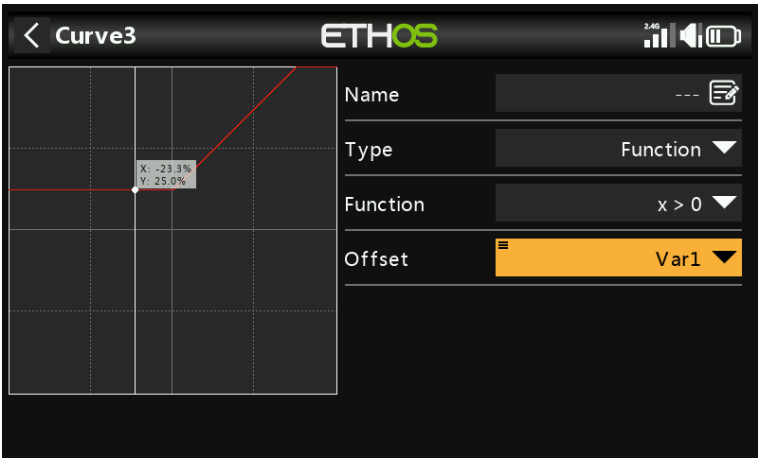 Curve3
ETHOS
2.4G
Name
---
Type
Function
X: -23.3%
Y: 25.0%
Function
x > 0
Offset
Var1